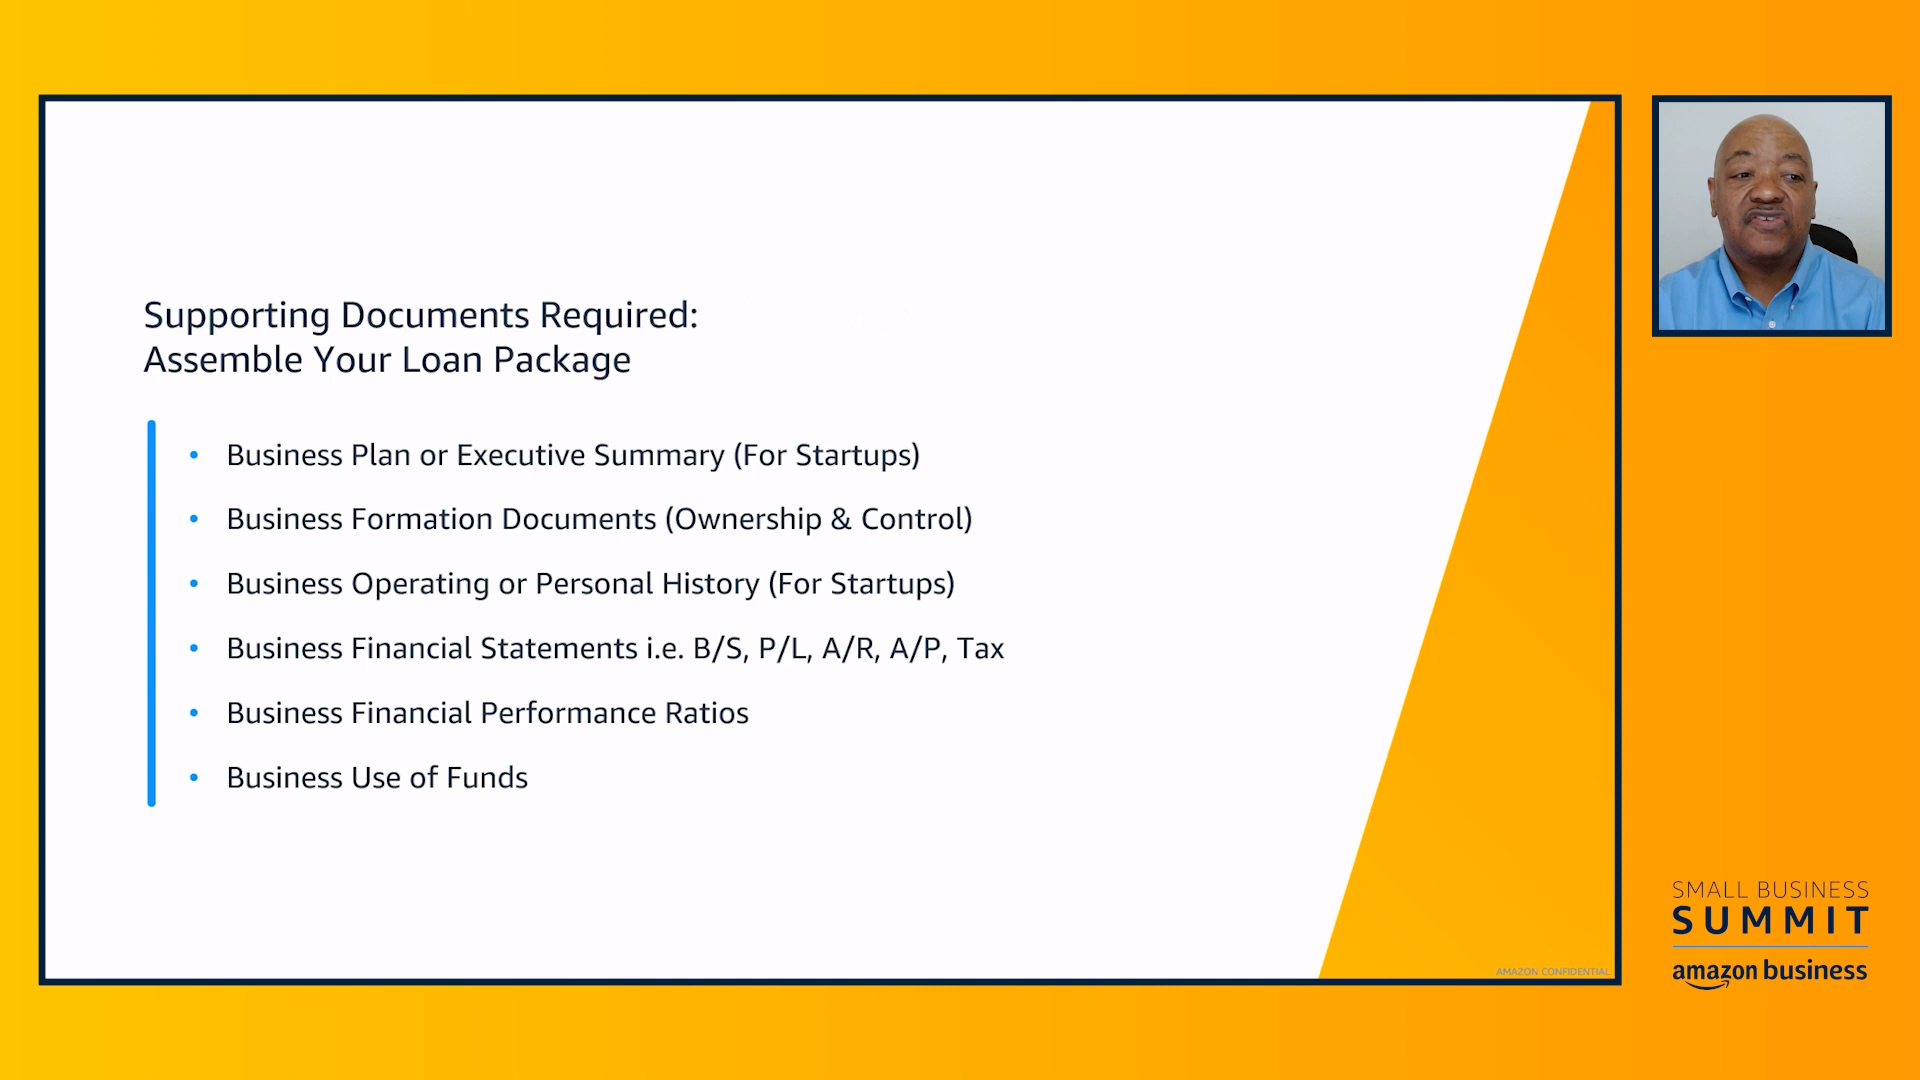 Supporting Documents Required:
Assemble Your Loan Package
• Business Plan or Executive Summary (For Startups)
• Business Formation Documents (Ownership & Control)
• Business Operating or Personal History (For Startups)
• Business Financial Statements i.e. B/S, P/L, A/R, A/P, Tax
• Business Financial Performance Ratios
• Business Use of Funds
AMAZON CONFIDENTIAL
SMALL BUSINESS
SUMMIT
amazon business